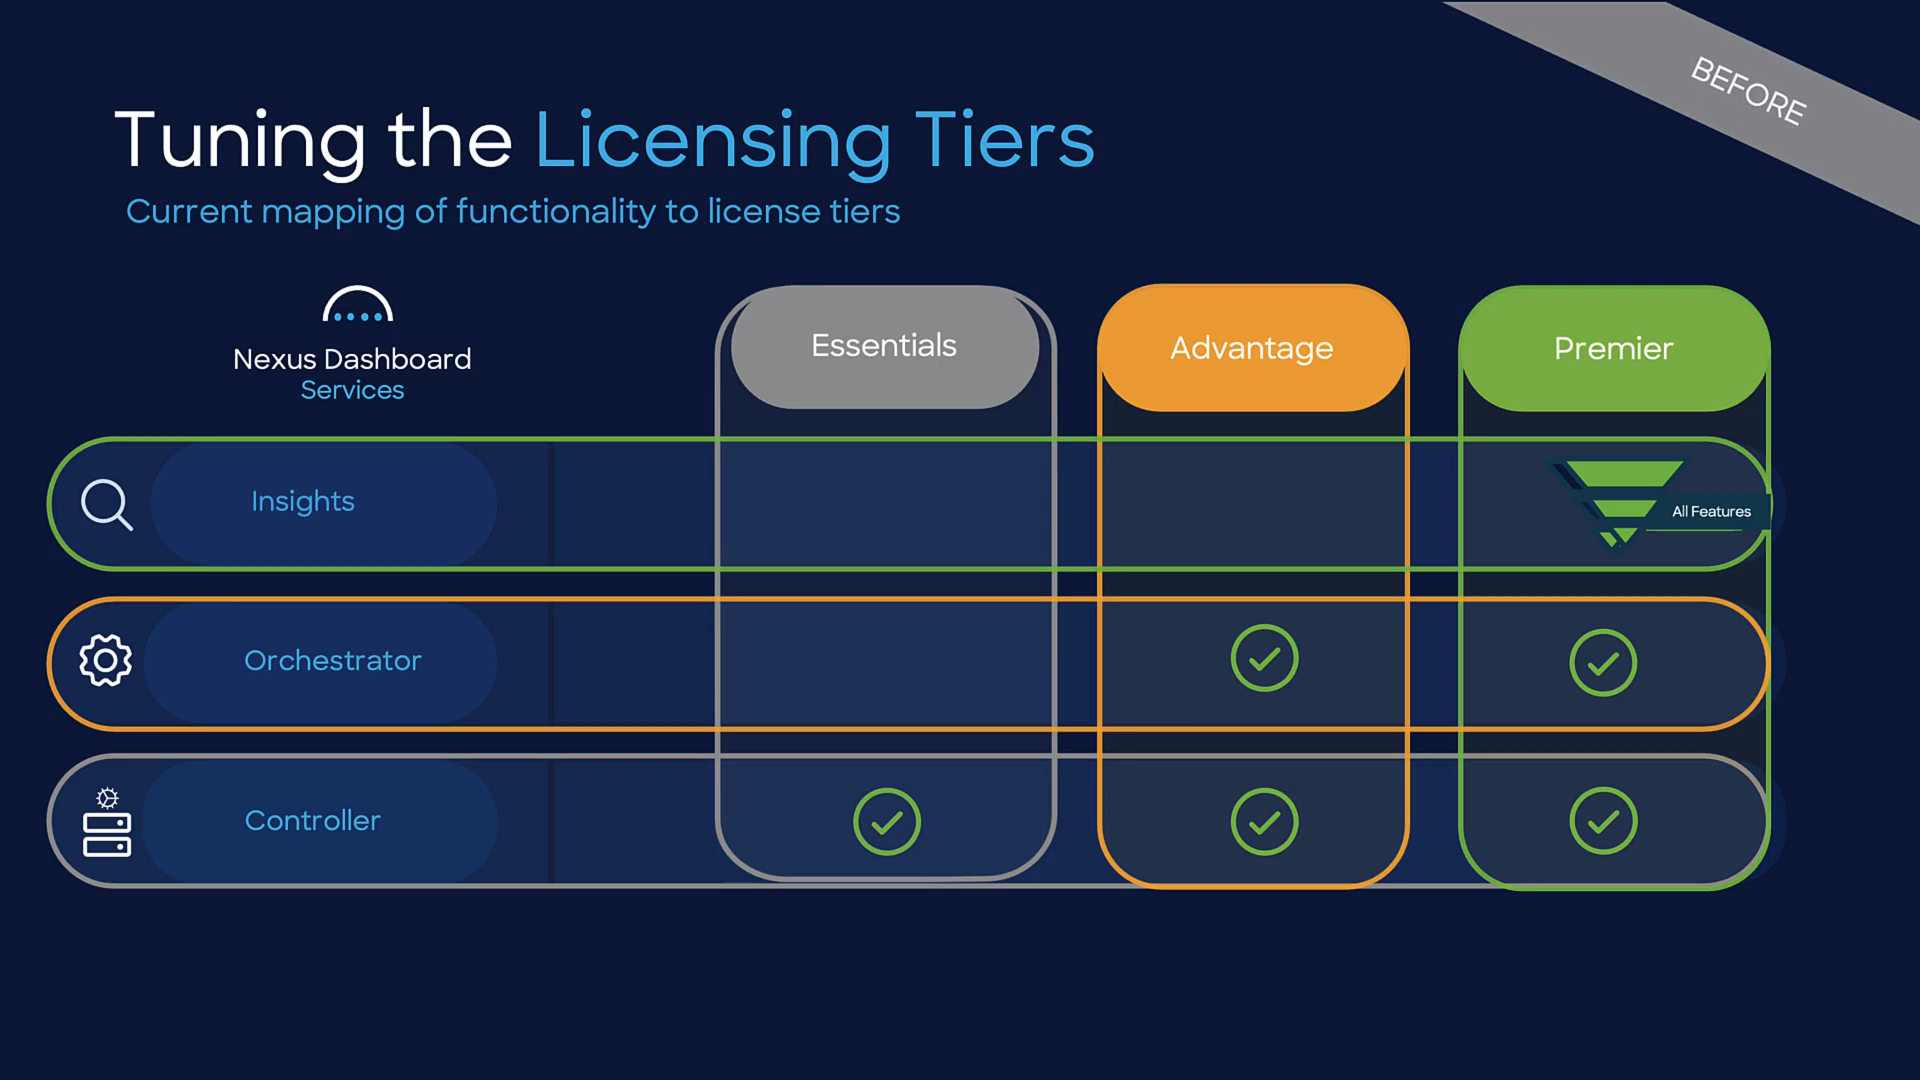 BEFORE
Tuning the Licensing Tiers
Current mapping of functionality to license tiers
Nexus Dashboard
Services
Essentials
Advantage
Premier
Insights
All Features
Orchestrator
Controller